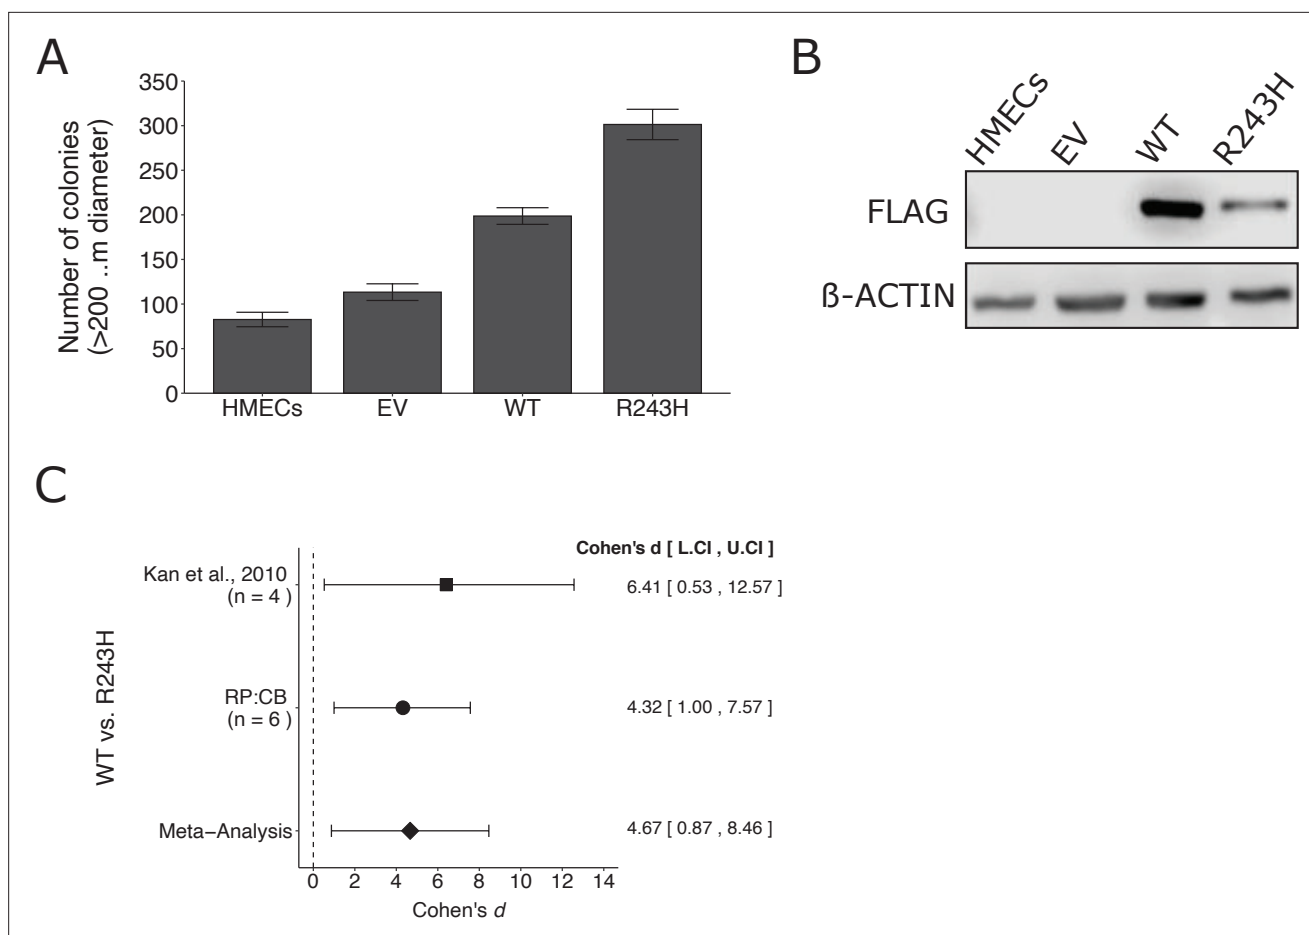 A
350
300
250
200
150
100
50
0
Number of colonies
(>200 ..m diameter)
HMECs EV WT R243H
B
HMECs EV WT R243H
FLAG
ß-ACTIN
C
WT vs. R243H
Cohen's d [ L.CI , U.CI ]
Kan et al., 2010
(n = 4 )
6.41 [ 0.53 , 12.57 ]
RP:CB
(n = 6 )
4.32 [ 1.00 , 7.57 ]
Meta−Analysis
4.67 [ 0.87 , 8.46 ]
0 2 4 6 8 10 12 14
Cohen's d